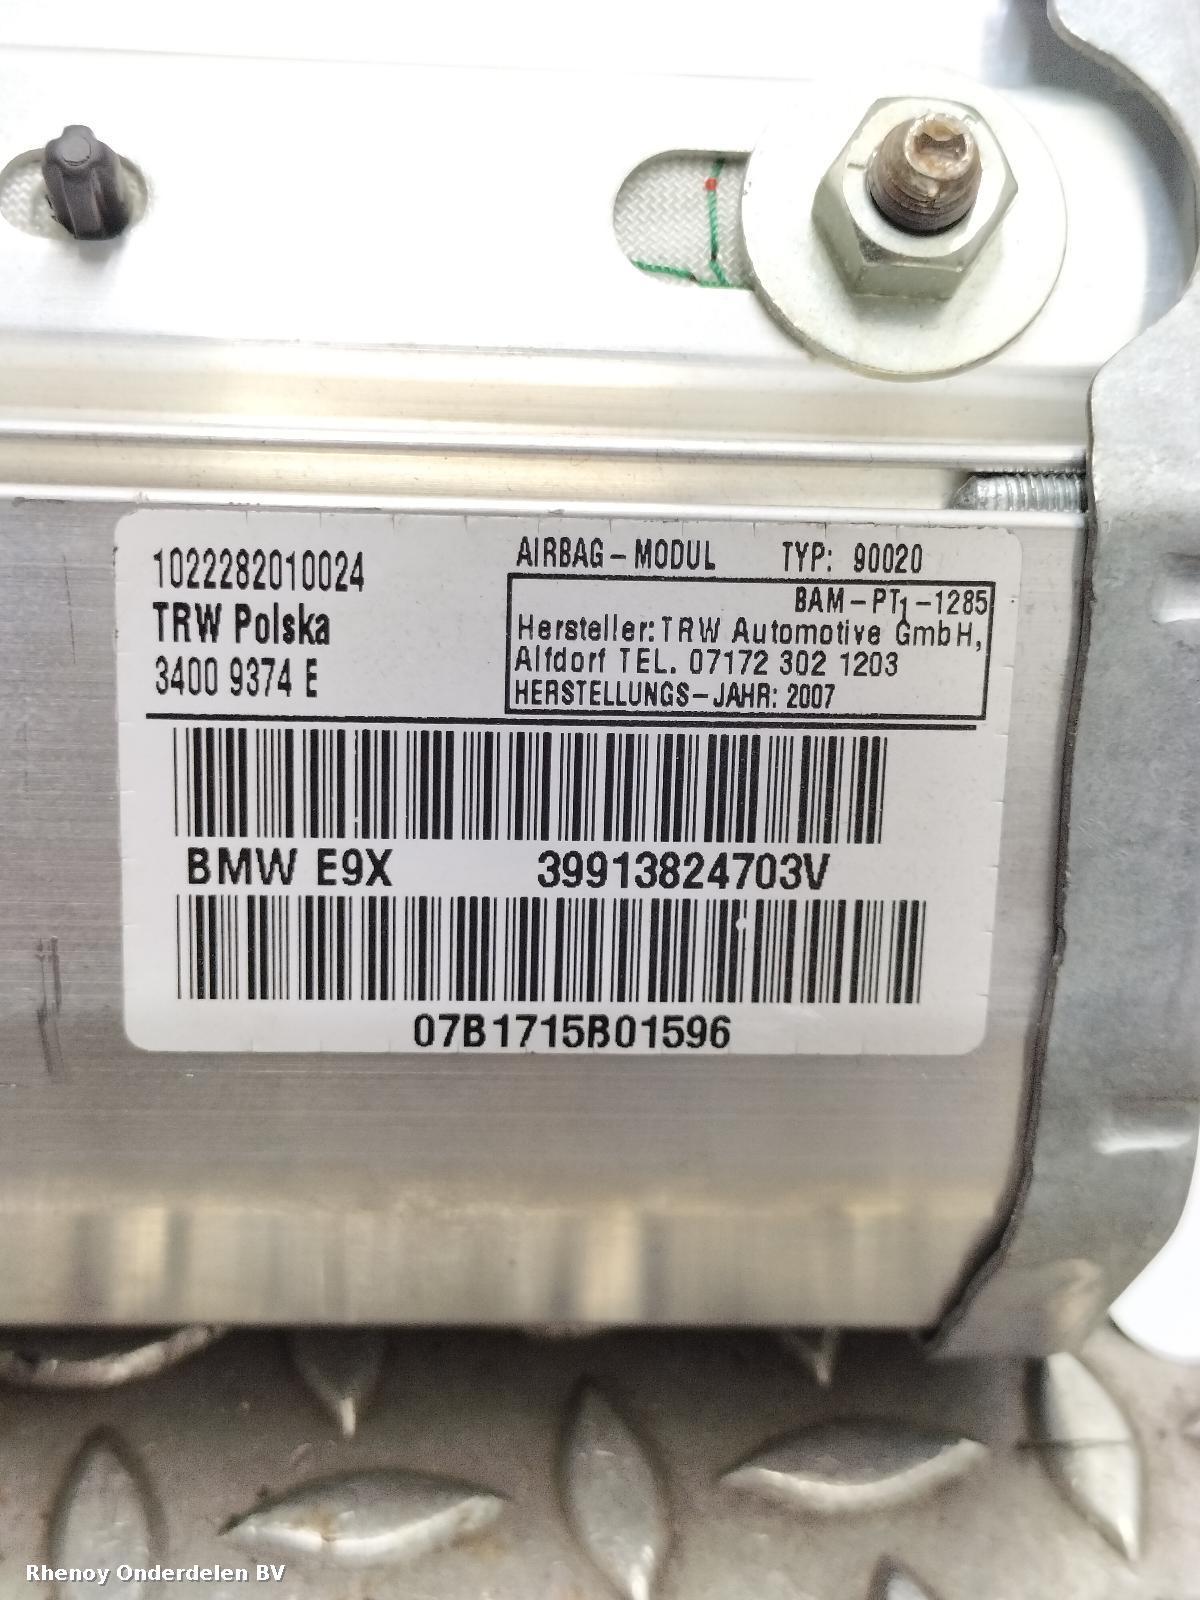 1022282010024
TRW Polska
3400 9374 E
AIRBAG-MODUL TYP: 90020
BAM-PT1-1285
Hersteller: TRW Automotive GmbH,
Alfdorf TEL. 07172 302 1203
HERSTELLUNGS-JAHR: 2007
BMW E9X 39913824703V
07B1715B01596
Rhenoy Onderdelen BV